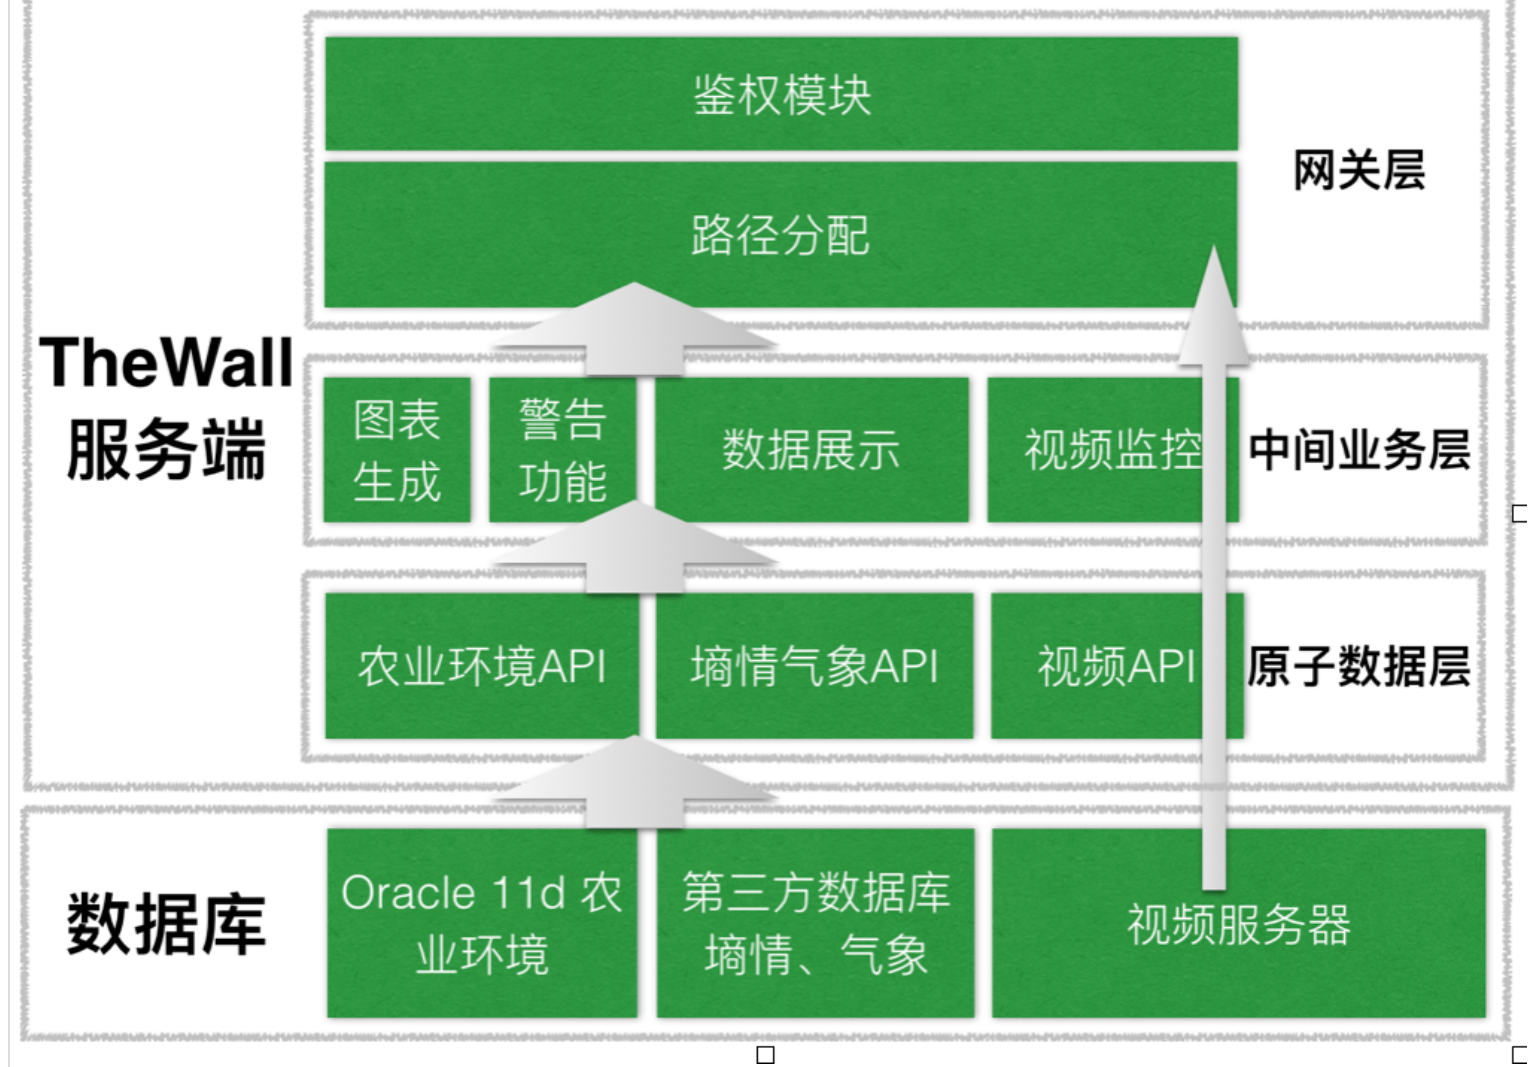 鉴权模块
网关层
路径分配
TheWall
服务端
图表
生成
警告
功能
数据展示
视频监控
中间业务层
农业环境API
墒情气象API
视频API
原子数据层
数据库
Oracle 11d 农
业环境
第三方数据库
墒情、气象
视频服务器